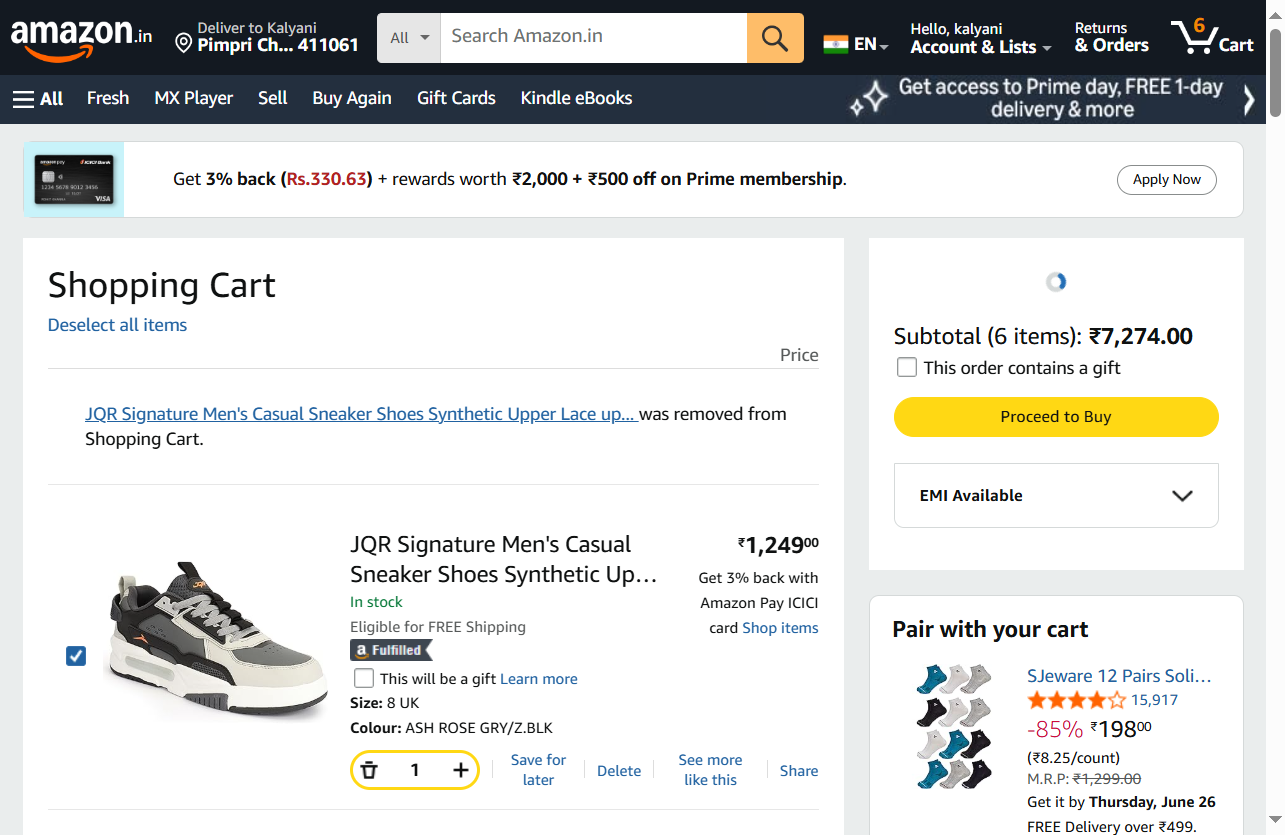 amazon.in
Deliver to Kalyani
Pimpri Ch... 411061
All
Search Amazon.in
EN
Hello, kalyani
Account & Lists
Returns
& Orders
6
Cart
All
Fresh
MX Player
Sell
Buy Again
Gift Cards
Kindle eBooks
Get access to Prime day, FREE 1-day
delivery & more
amazon pay
ICICI Bank
1234 5678 9012 3456
VISA
Get 3% back (Rs.330.63) + rewards worth ₹2,000 + ₹500 off on Prime membership.
Apply Now
Shopping Cart
Deselect all items
Price
JQR Signature Men's Casual Sneaker Shoes Synthetic Upper Lace up... was removed from
Shopping Cart.
JQR Signature Men's Casual
Sneaker Shoes Synthetic Up…
In stock
Eligible for FREE Shipping
a Fulfilled
This will be a gift Learn more
Size: 8 UK
Colour: ASH ROSE GRY/Z.BLK
1
Save for
later
Delete
See more
like this
Share
₹1,249.00
Get 3% back with
Amazon Pay ICICI
card Shop items
Subtotal (6 items): ₹7,274.00
This order contains a gift
Proceed to Buy
EMI Available
Pair with your cart
SJeware 12 Pairs Soli…
15,917
-85% ₹198.00
(₹8.25/count)
M.R.P: ₹1,299.00
Get it by Thursday, June 26
FREE Delivery over ₹499.